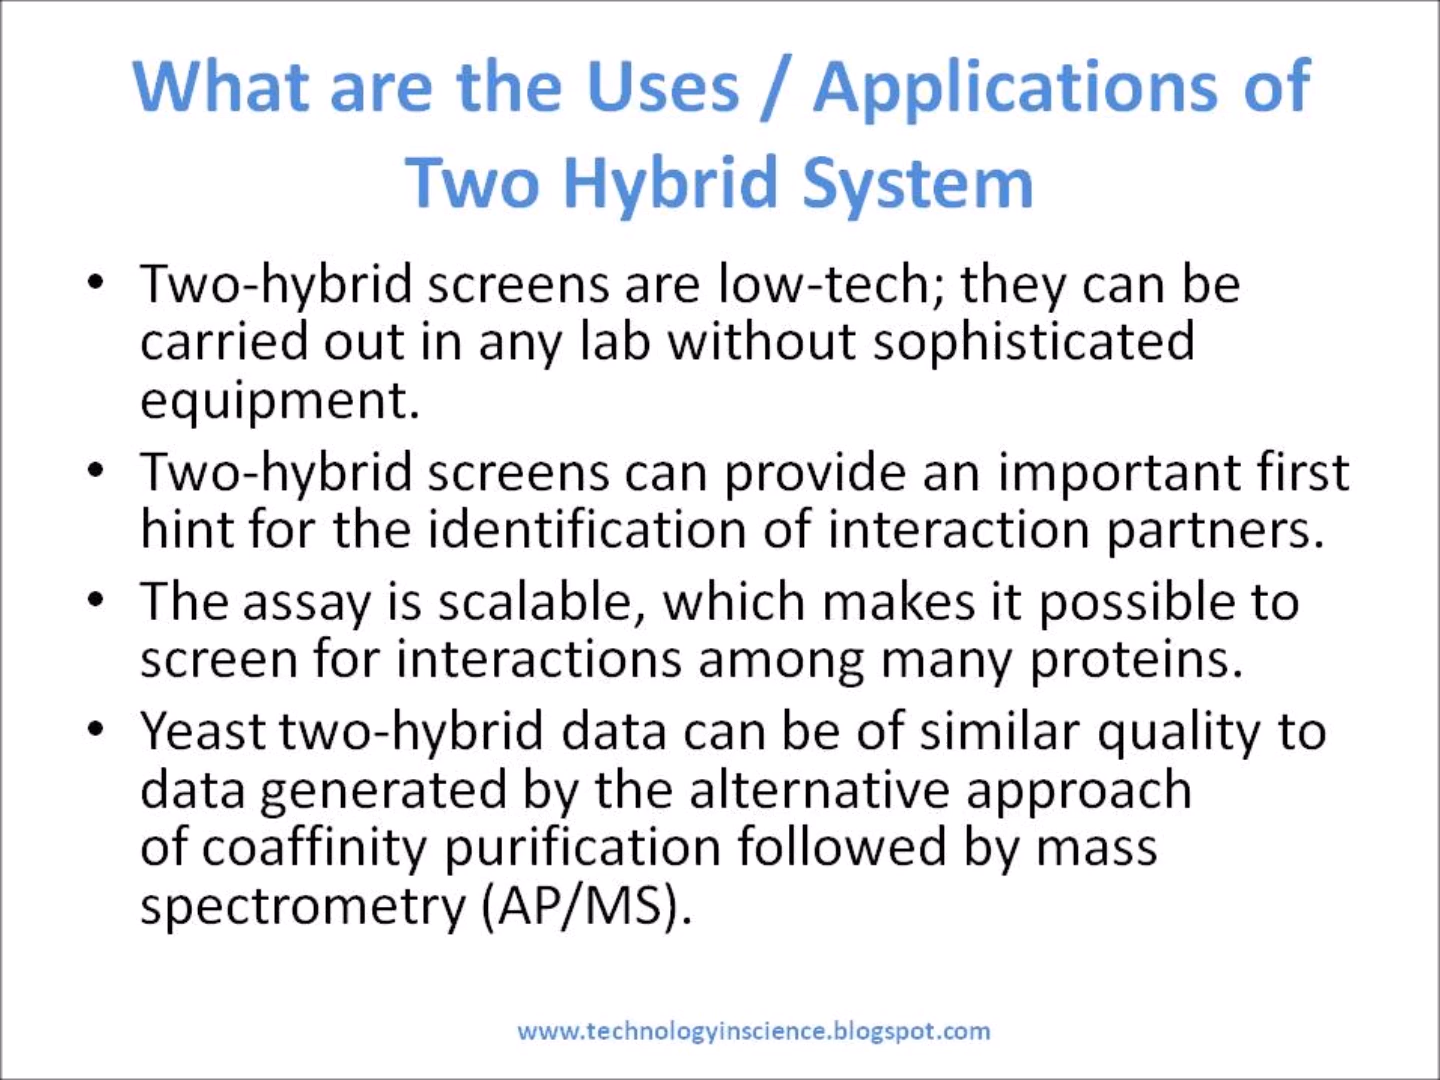 What are the Uses / Applications of
Two Hybrid System
• Two-hybrid screens are low-tech; they can be
carried out in any lab without sophisticated
equipment.
• Two-hybrid screens can provide an important first
hint for the identification of interaction partners.
• The assay is scalable, which makes it possible to
screen for interactions among many proteins.
• Yeast two-hybrid data can be of similar quality to
data generated by the alternative approach
of coaffinity purification followed by mass
spectrometry (AP/MS).
www.technologyinscience.blogspot.com